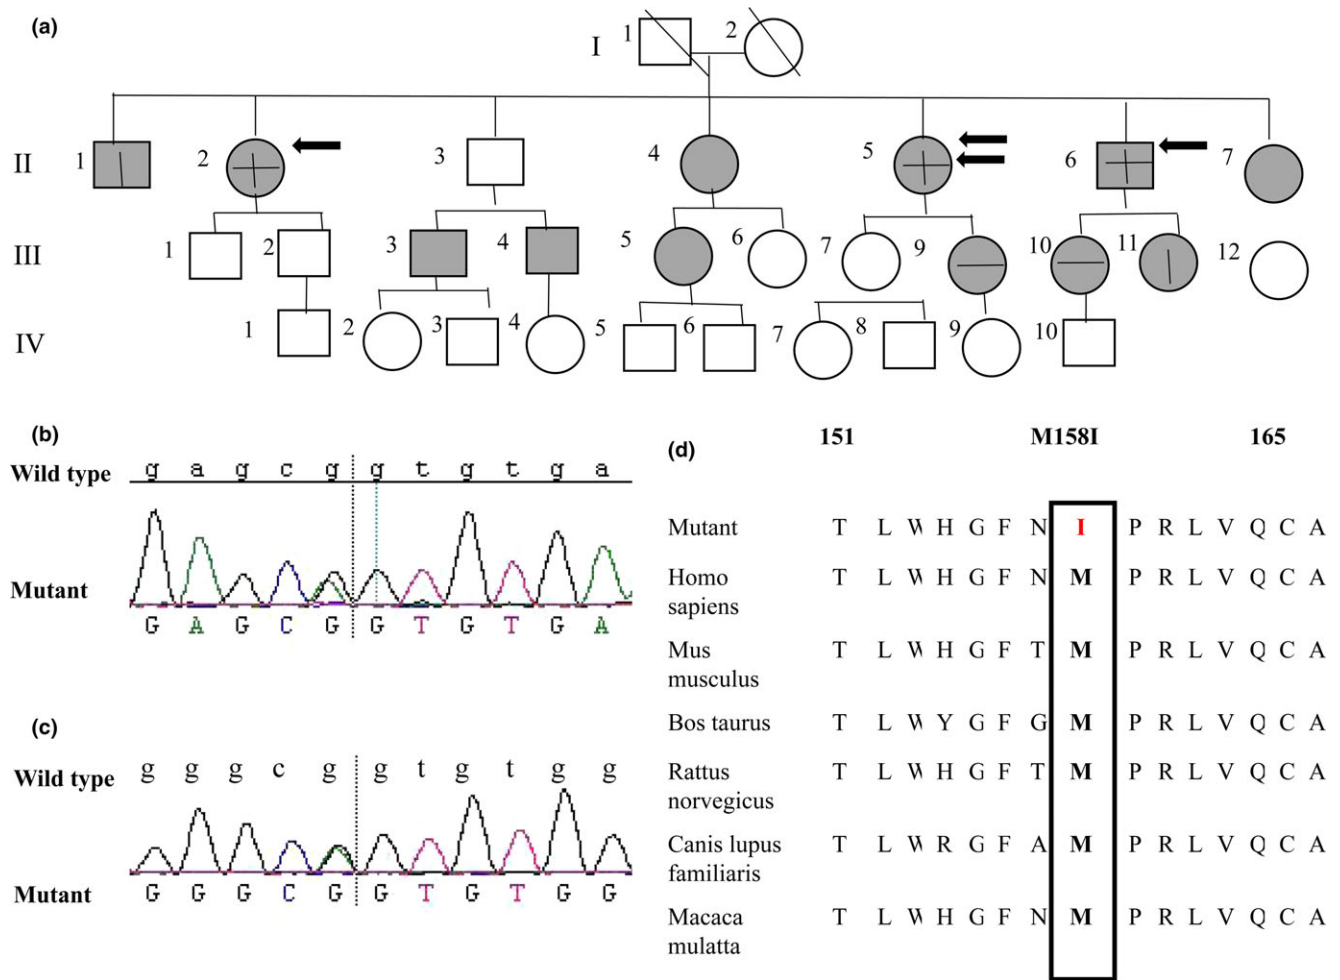 (a)
I 1 2
II 1 2 3 4 5 6 7
III 1 2 3 4 5 6 7 9 10 11 12
IV 1 2 3 4 5 6 7 8 9 10
(b)
Wild type g a g c g g t g t g a
Mutant
G A G C G G T G T G A
(c)
Wild type g g g c g g t g t g g
Mutant G G G C G G T G T G G
(d)
151 M158I 165
Mutant T L W H G F N I P R L V Q C A
Homo T L W H G F N M P R L V Q C A
sapiens
Mus T L W H G F T M P R L V Q C A
musculus
Bos taurus T L W Y G F G M P R L V Q C A
Rattus T L W H G F T M P R L V Q C A
norvegicus
Canis lupus T L W R G F A M P R L V Q C A
familiaris
Macaca T L W H G F N M P R L V Q C A
mulatta